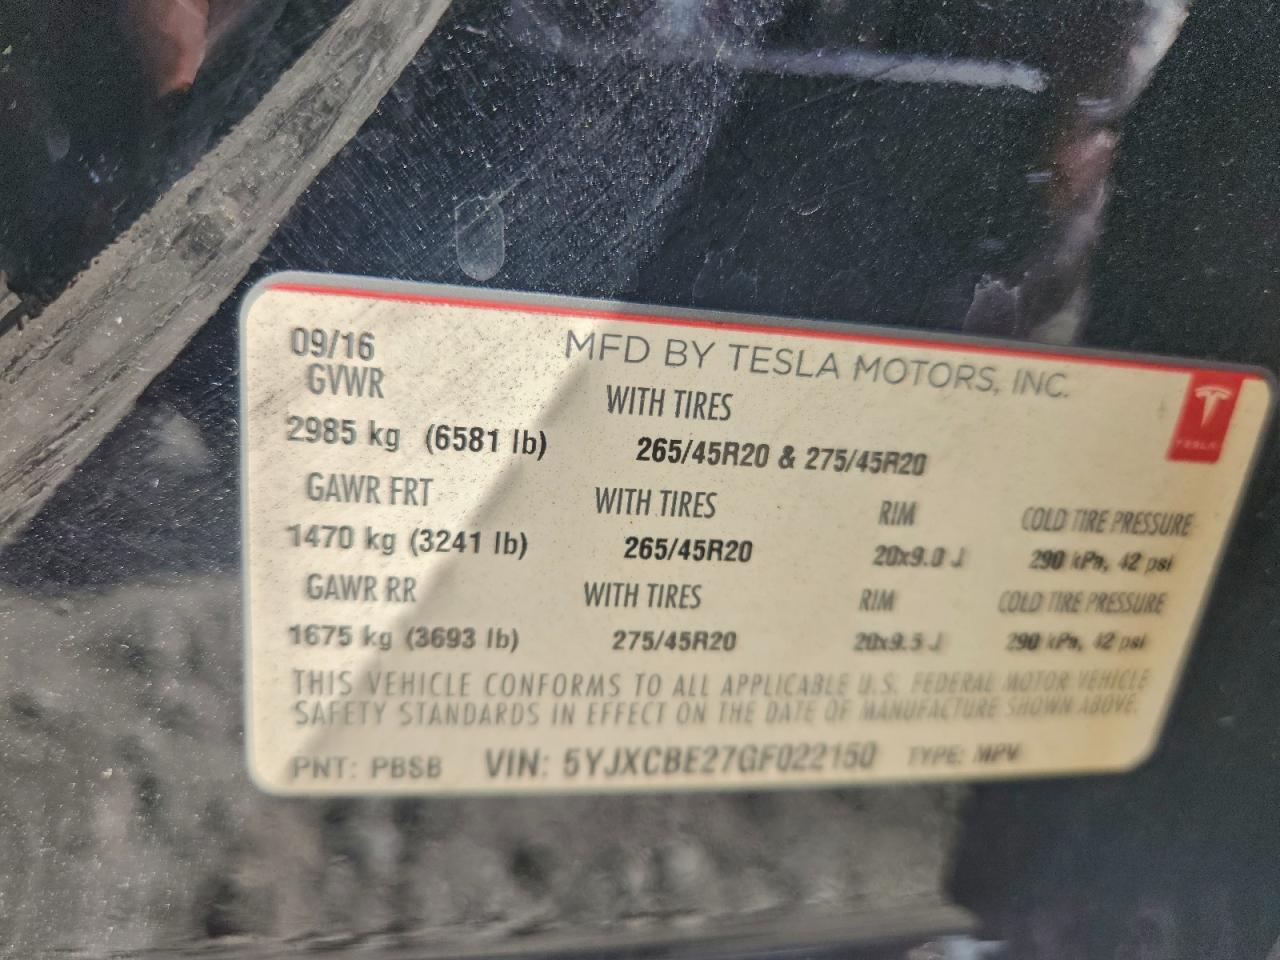 09/16 MFD BY TESLA MOTORS, INC.
GVWR WITH TIRES
2985 kg (6581 lb) 265/45R20 & 275/45R20
TESLA
GAWR FRT WITH TIRES RIM COLD TIRE PRESSURE
1470 kg (3241 lb) 265/45R20 20x9.0 J 290 kPa, 42 psi
GAWR RR WITH TIRES RIM COLD TIRE PRESSURE
1675 kg (3693 lb) 275/45R20 20x9.5 J 290 kPa, 42 psi
THIS VEHICLE CONFORMS TO ALL APPLICABLE U.S. FEDERAL MOTOR VEHICLE
SAFETY STANDARDS IN EFFECT ON THE DATE OF MANUFACTURE SHOWN ABOVE.
PNT: PBSB VIN: 5YJXCBE27GF022150 TYPE: MPV